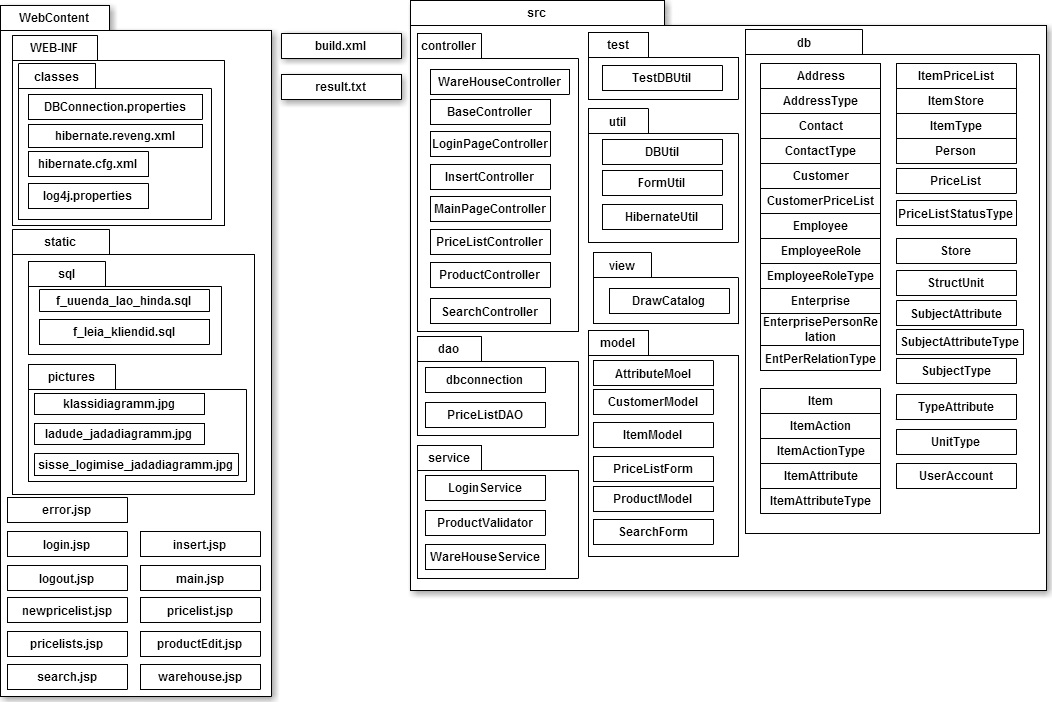 WebContent
WEB-INF
classes
DBConnection.properties
hibernate.reveng.xml
hibernate.cfg.xml
log4j.properties
static
sql
f_uuenda_lao_hinda.sql
f_leia_kliendid.sql
pictures
klassidiagramm.jpg
ladude_jadadiagramm.jpg
sisse_logimise_jadadiagramm.jpg
error.jsp
login.jsp
insert.jsp
logout.jsp
main.jsp
newpricelist.jsp
pricelist.jsp
pricelists.jsp
productEdit.jsp
search.jsp
warehouse.jsp
build.xml
result.txt
src
controller
WareHouseController
BaseController
LoginPageController
InsertController
MainPageController
PriceListController
ProductController
SearchController
dao
dbconnection
PriceListDAO
service
LoginService
ProductValidator
WareHouseService
test
TestDBUtil
util
DBUtil
FormUtil
HibernateUtil
view
DrawCatalog
model
AttributeMoel
CustomerModel
ItemModel
PriceListForm
ProductModel
SearchForm
db
Address
AddressType
Contact
ContactType
Customer
CustomerPriceList
Employee
EmployeeRole
EmployeeRoleType
Enterprise
EnterprisePersonRe
lation
EntPerRelationType
Item
ItemAction
ItemActionType
ItemAttribute
ItemAttributeType
ItemPriceList
ItemStore
ItemType
Person
PriceList
PriceListStatusType
Store
StructUnit
SubjectAttribute
SubjectAttributeType
SubjectType
TypeAttribute
UnitType
UserAccount